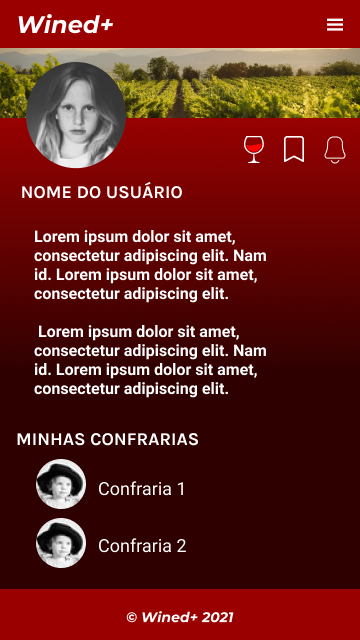 Wined+
NOME DO USUÁRIO
Lorem ipsum dolor sit amet,
consectetur adipiscing elit. Nam
id. Lorem ipsum dolor sit amet,
consectetur adipiscing elit.
Lorem ipsum dolor sit amet,
consectetur adipiscing elit. Nam
id. Lorem ipsum dolor sit amet,
consectetur adipiscing elit.
MINHAS CONFRARIAS
Confraria 1
Confraria 2
© Wined+ 2021